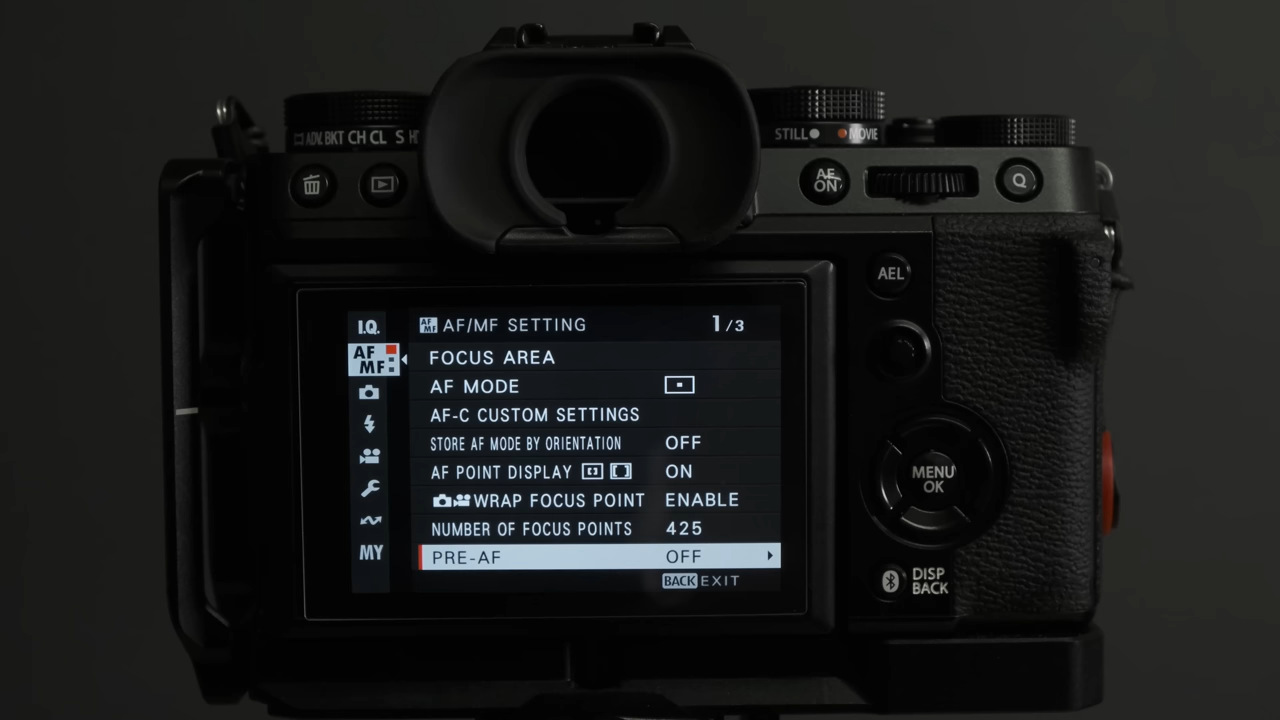 ADV. BKT CH CL S H
STILL MOVIE
AF ON
Q
AEL
I.Q.
AF/MF SETTING 1/3
AF MF
FOCUS AREA
AF MODE
AF-C CUSTOM SETTINGS
STORE AF MODE BY ORIENTATION OFF
AF POINT DISPLAY ON
WRAP FOCUS POINT ENABLE
NUMBER OF FOCUS POINTS 425
MY
PRE-AF OFF
BACK EXIT
MENU
OK
DISP
BACK